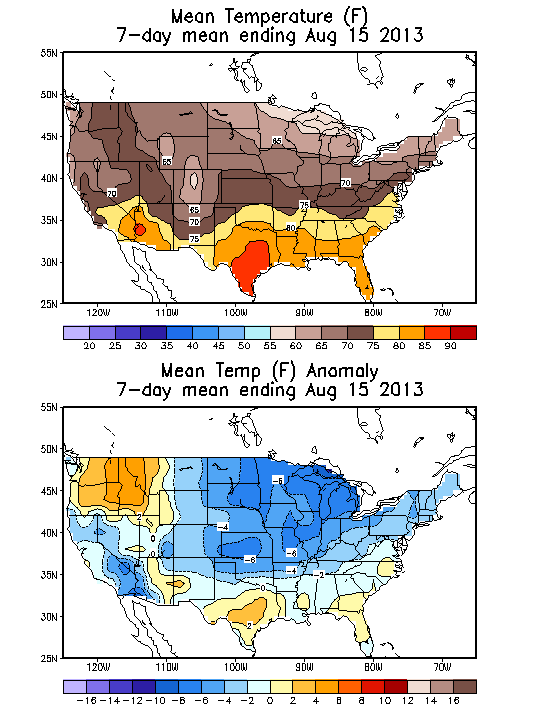 Mean Temperature (F)
7-day mean ending Aug 15 2013
55N
50N
45N
40N
35N
30N
25N
65
65
70
70
75
65
70
75
80
120W 110W 100W 90W 80W 70W
20 25 30 35 40 45 50 55 60 65 70 75 80 85 90
Mean Temp (F) Anomaly
7-day mean ending Aug 15 2013
55N
50N
45N
40N
35N
30N
25N
-6
-4
0
0
-6
-6
-4
-2
0
2
120W 110W 100W 90W 80W 70W
-16 -14 -12 -10 -8 -6 -4 -2 0 2 4 6 8 10 12 14 16